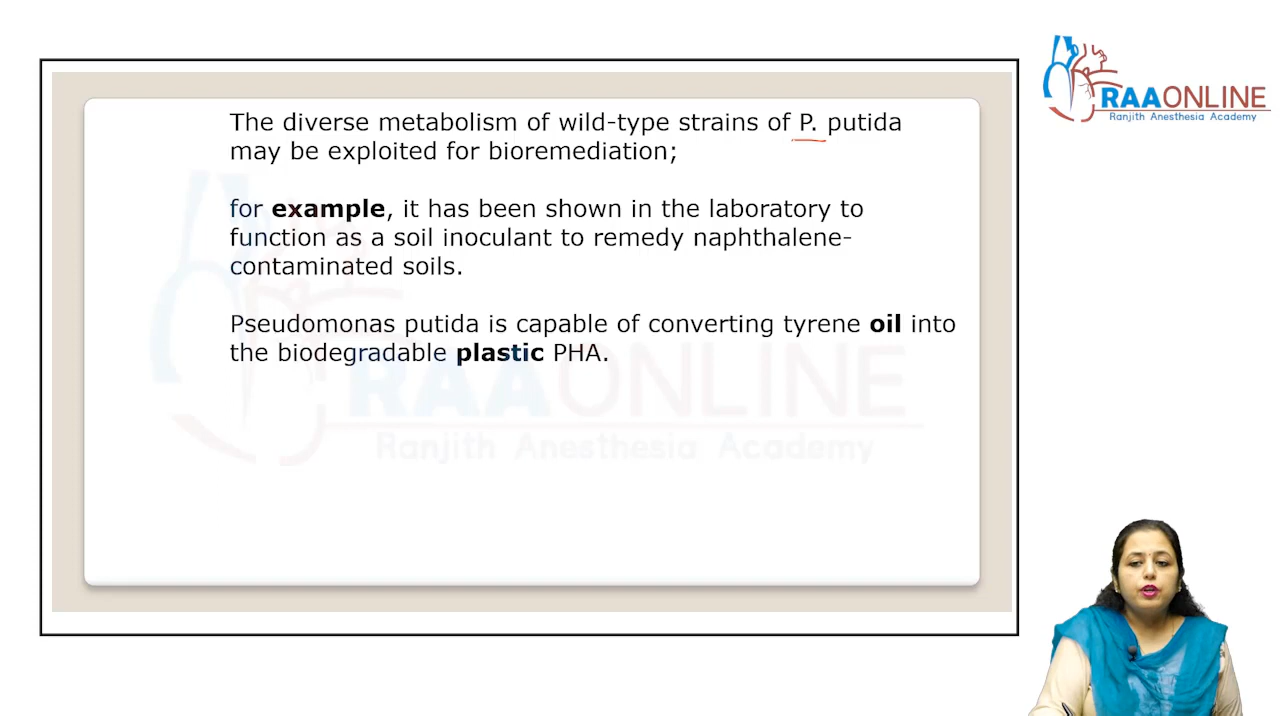 The diverse metabolism of wild-type strains of P. putida
may be exploited for bioremediation;
for example, it has been shown in the laboratory to
function as a soil inoculant to remedy naphthalene-
contaminated soils.
Pseudomonas putida is capable of converting tyrene oil into
the biodegradable plastic PHA.
RAAONLINE
Ranjith Anesthesia Academy
RAAONLINE
Ranjith Anesthesia Academy